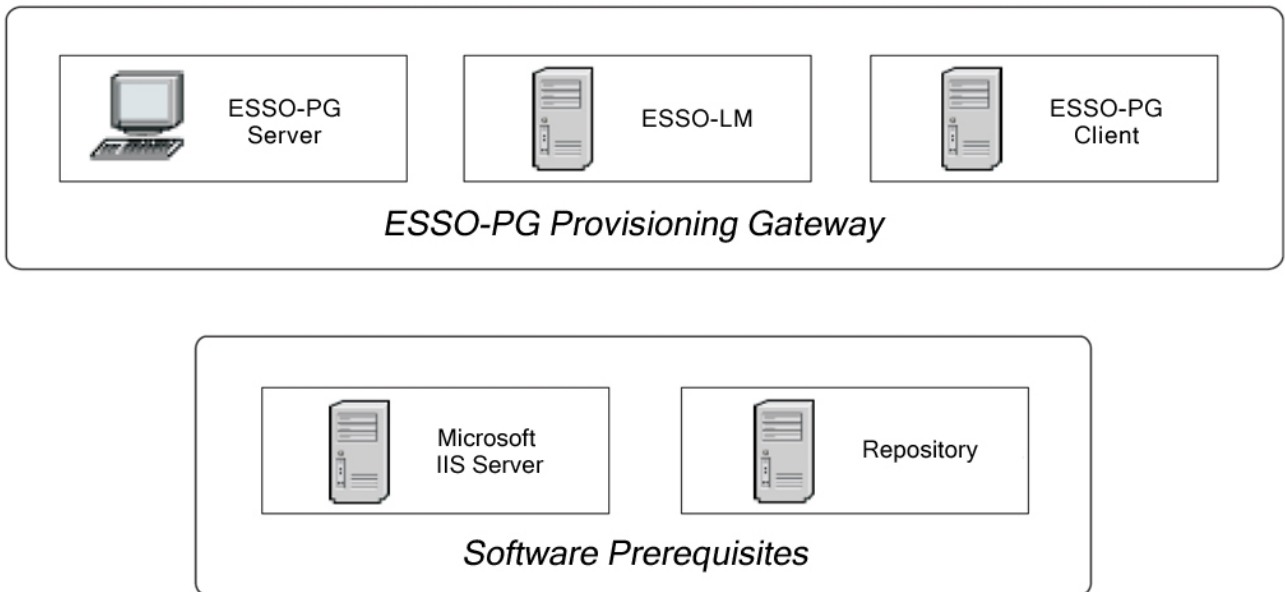 ESSO-PG
Server
ESSO-LM
ESSO-PG
Client
ESSO-PG Provisioning Gateway
Microsoft
IIS Server
Repository
Software Prerequisites